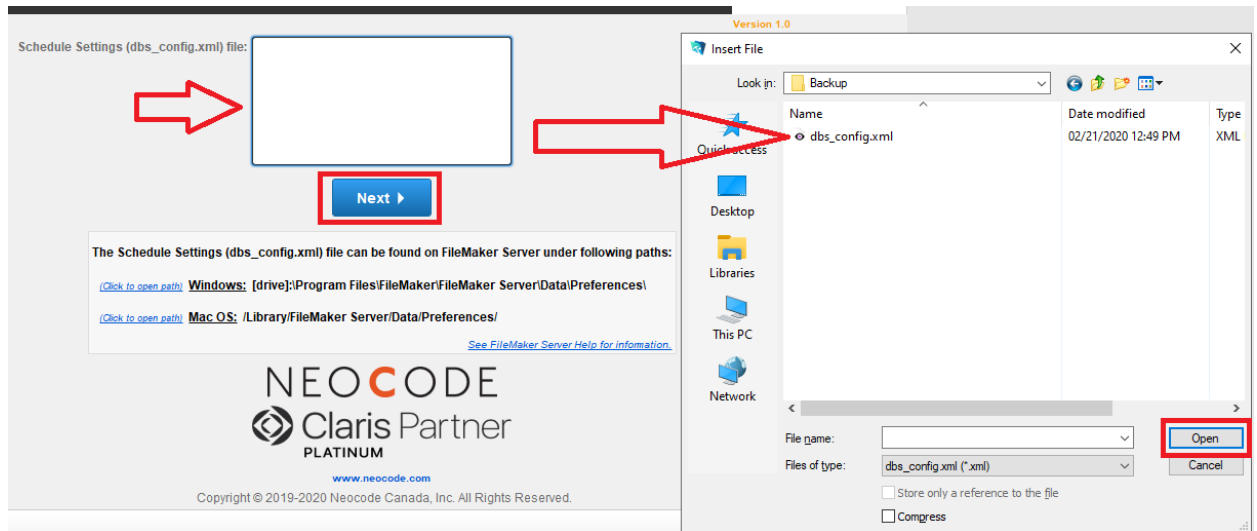 Version 1.0
Schedule Settings (dbs_config.xml) file:
Next
The Schedule Settings (dbs_config.xml) file can be found on FileMaker Server under following paths:
(Click to open path) Windows: [drive]:\Program Files\FileMaker\FileMaker Server\Data\Preferences\
(Click to open path) Mac OS: /Library/FileMaker Server/Data/Preferences/
See FileMaker Server Help for information.
NEOCODE
Claris Partner
PLATINUM
www.neocode.com
Copyright © 2019-2020 Neocode Canada, Inc. All Rights Reserved.
Insert File
Look in: Backup
Name Date modified Type
dbs_config.xml 02/21/2020 12:49 PM XML
Quick access
Desktop
Libraries
This PC
Network
File name: Open
Files of type: dbs_config.xml (*.xml) Cancel
Store only a reference to the file
Compress